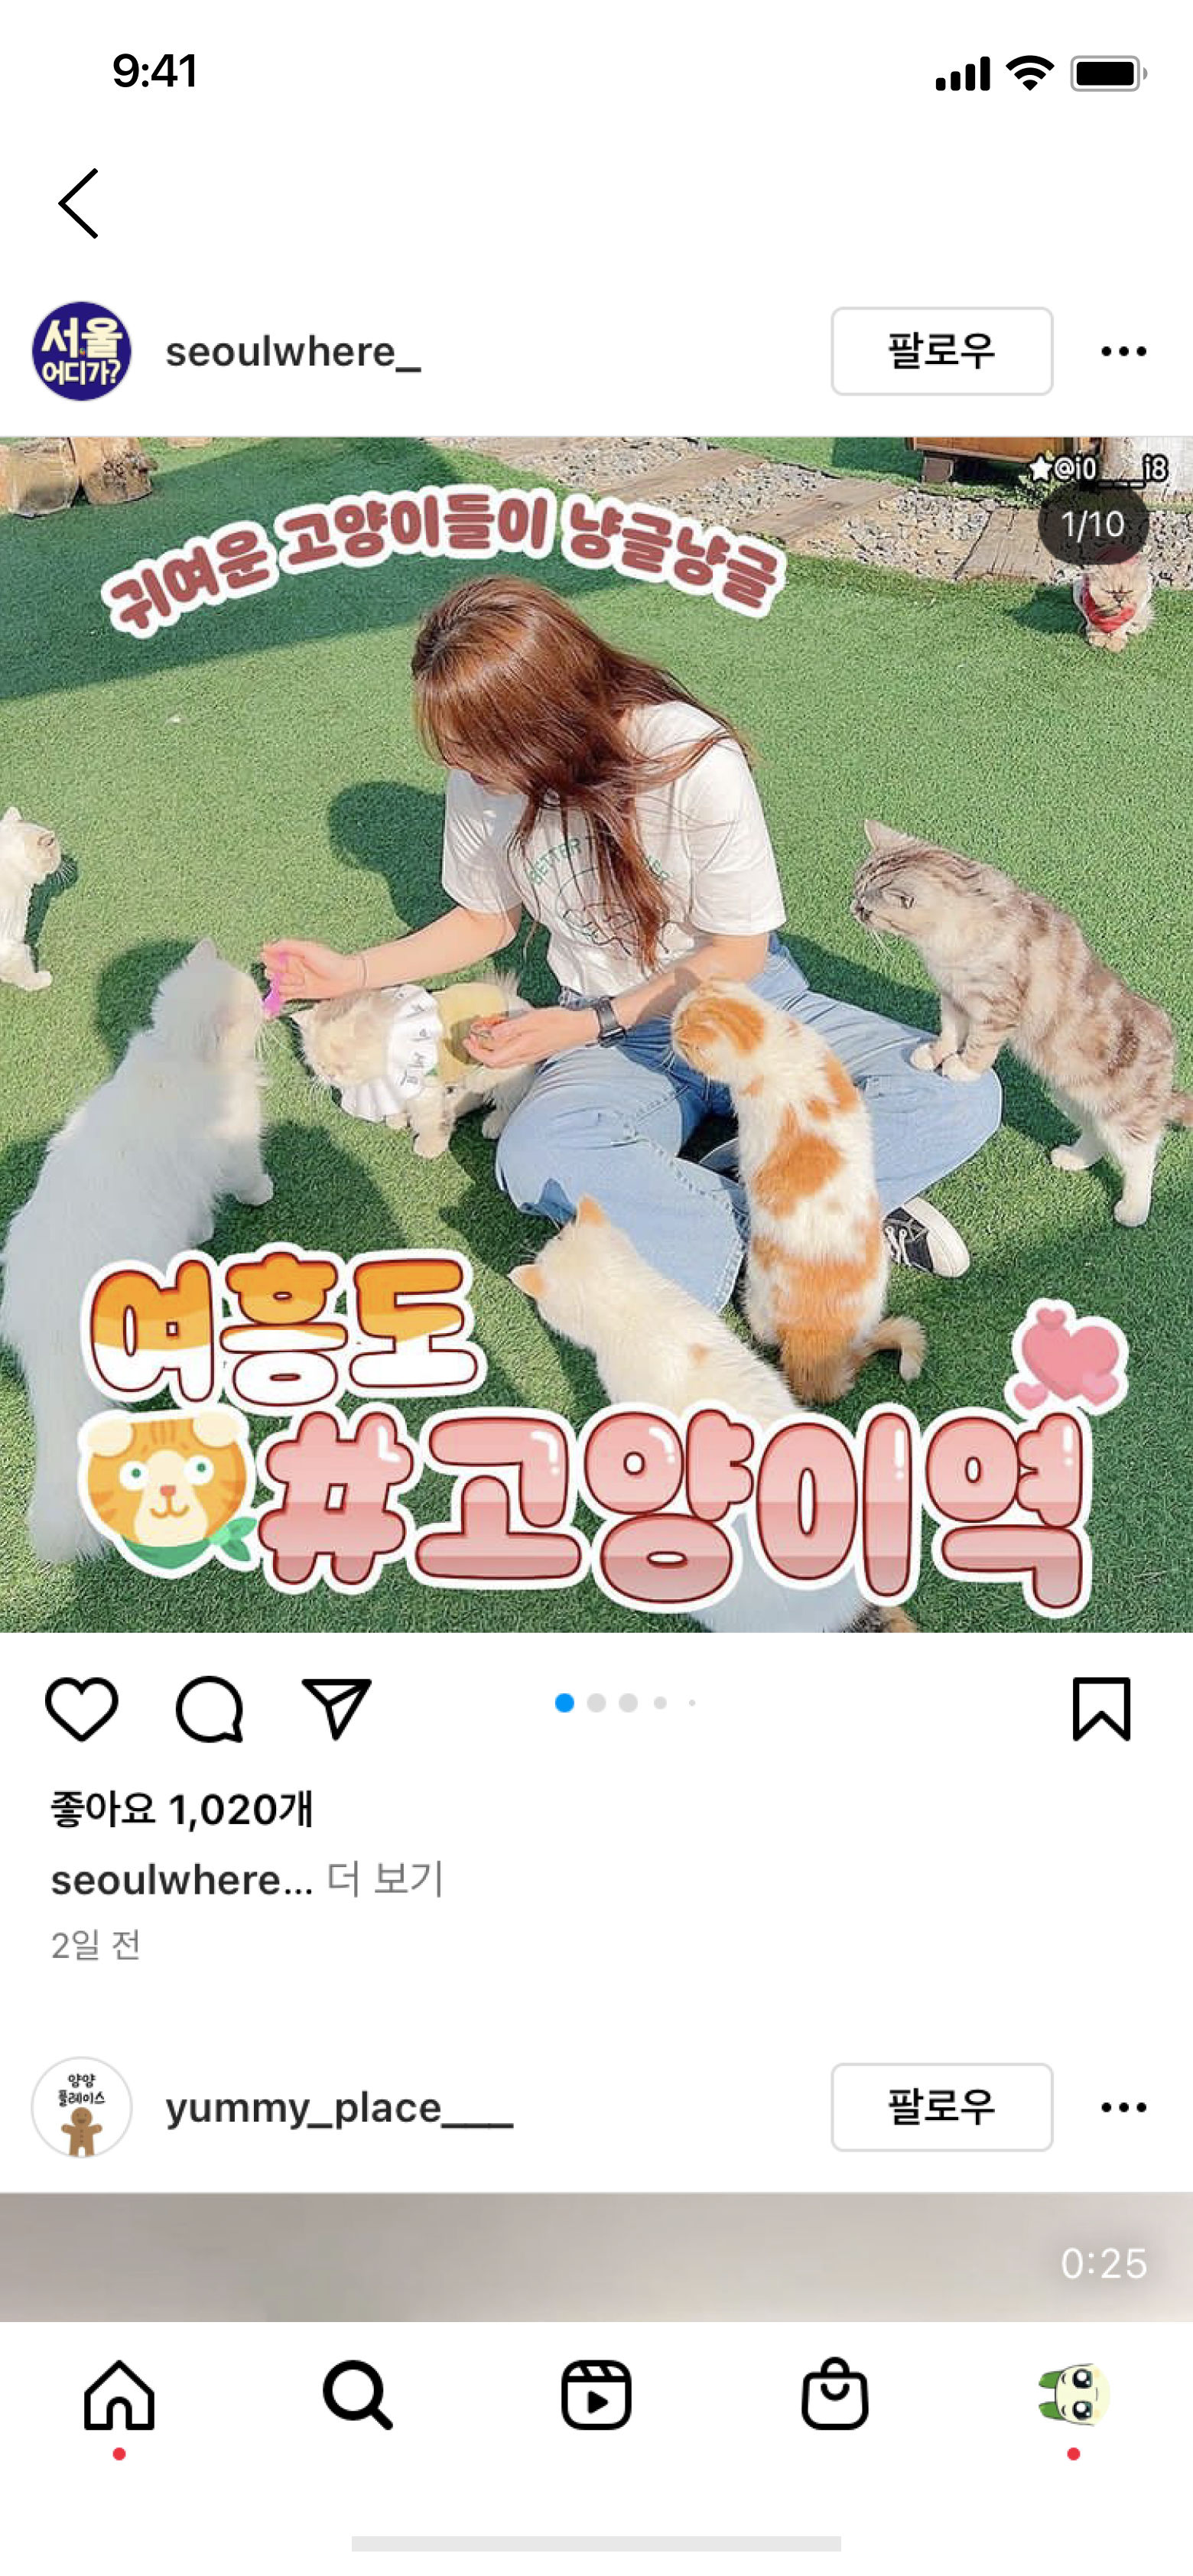 9:41
서울
어디가?
seoulwhere_
팔로우
@i0___i8
1/10
귀여운 고양이들이 냥글냥글
BETTER
여흥도
#고양이역
좋아요 1,020개
seoulwhere... 더 보기
2일 전
얌얌
플레이스
yummy_place___
팔로우
0:25